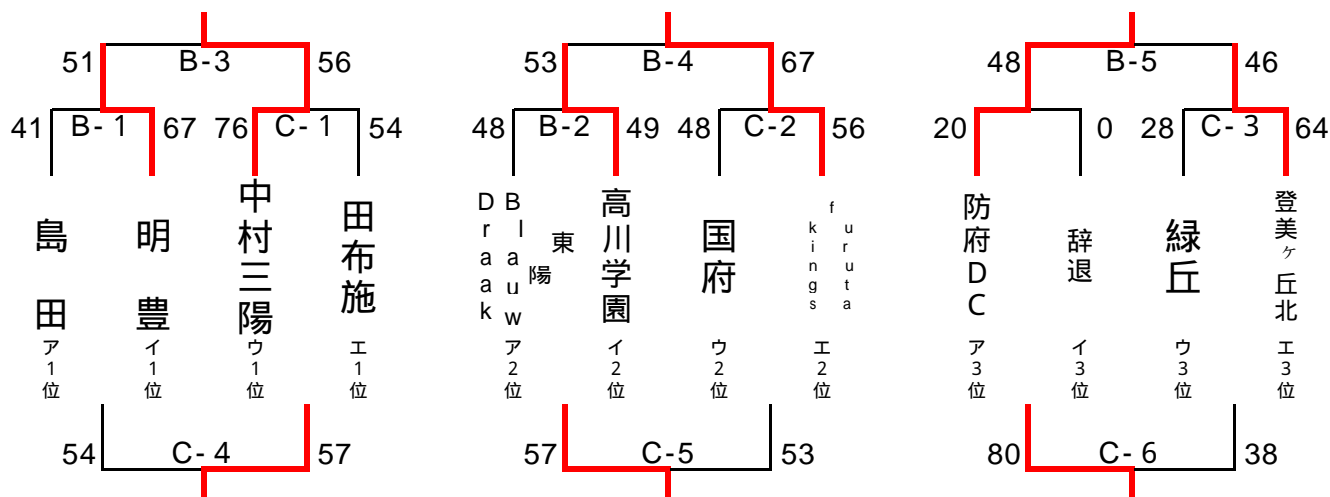 51 B-3 56
53 B-4 67
48 B-5 46
41 B-1 67 76 C-1 54
48 B-2 49 48 C-2 56
20 0 28 C-3 64
島田
明豊
中村三陽
田布施
Blauw Draak 東陽
高川学園
国府
furuta kings
防府DC
辞退
緑丘
登美ヶ丘北
ア1位 イ1位 ウ1位 エ1位
ア2位 イ2位 ウ2位 エ2位
ア3位 イ3位 ウ3位 エ3位
54 C-4 57
57 C-5 53
80 C-6 38